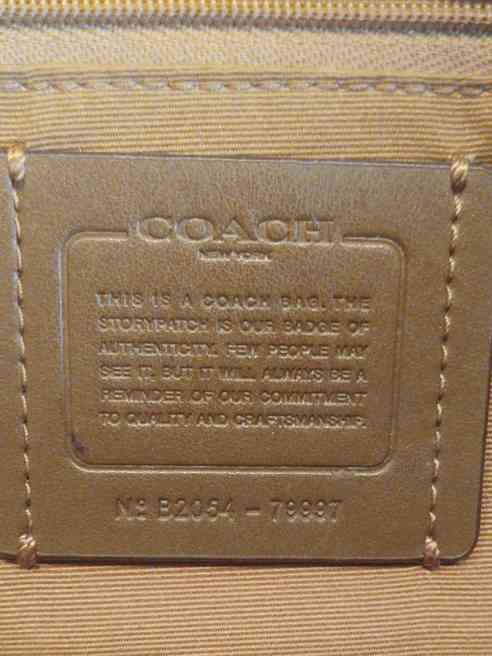 COACH
NEW YORK
THIS IS A COACH BAG. THE
STORYPATCH IS OUR BADGE OF
AUTHENTICITY. FEW PEOPLE MAY
SEE IT. BUT IT WILL ALWAYS BE A
REMINDER OF OUR COMMITMENT
TO QUALITY AND CRAFTSMANSHIP.
Nº B2054 - 79997